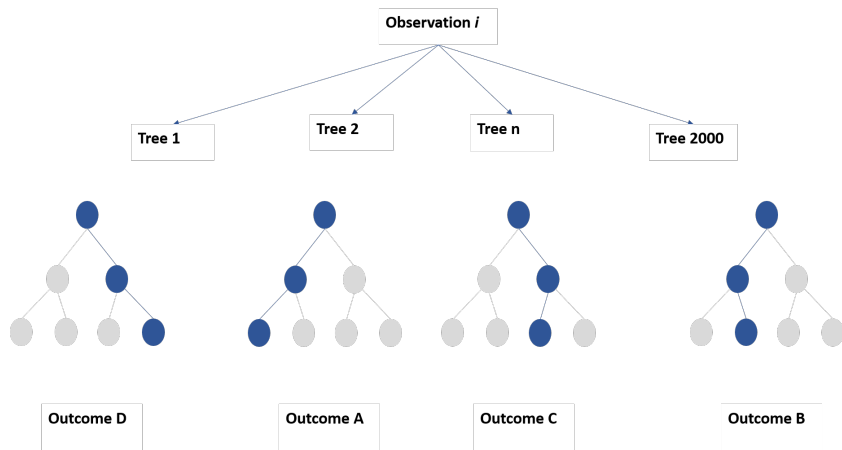 Observation i
Tree 1
Tree 2
Tree n
Tree 2000
Outcome D
Outcome A
Outcome C
Outcome B